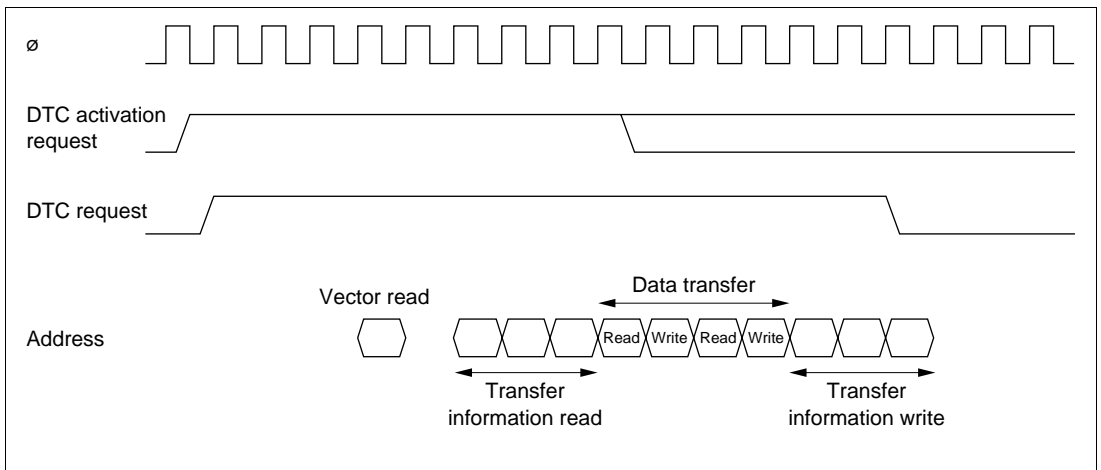 ø
DTC activation
request
DTC request
Vector read
Data transfer
Address
Read Write Read Write
Transfer
information read
Transfer
information write